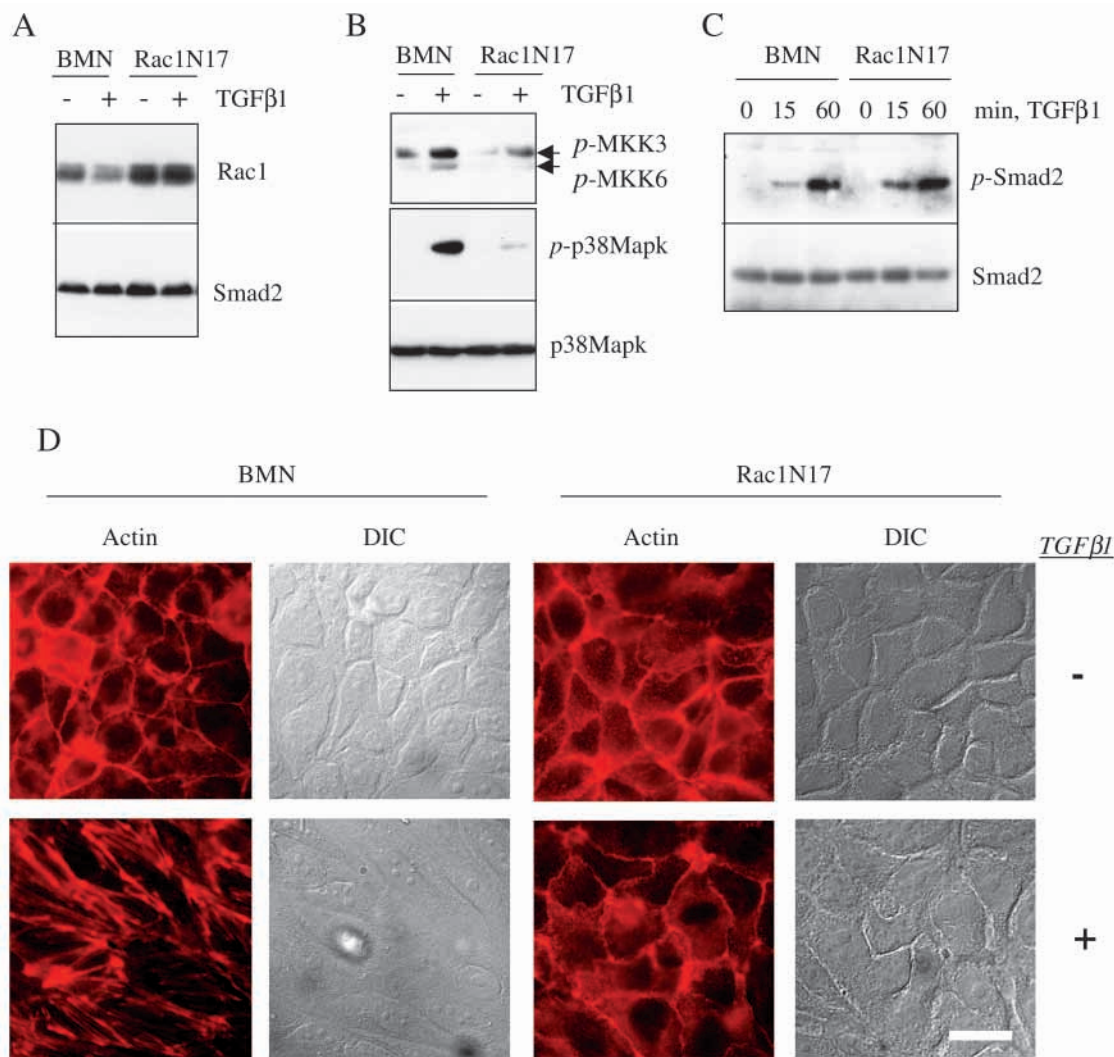 A
BMN Rac1N17
- + - + TGFβ1
Rac1
Smad2
B
BMN Rac1N17
- + - + TGFβ1
p-MKK3
p-MKK6
p-p38Mapk
p38Mapk
C
BMN Rac1N17
0 15 60 0 15 60 min, TGFβ1
p-Smad2
Smad2
D
BMN Rac1N17
Actin DIC Actin DIC TGFβ1
-
+